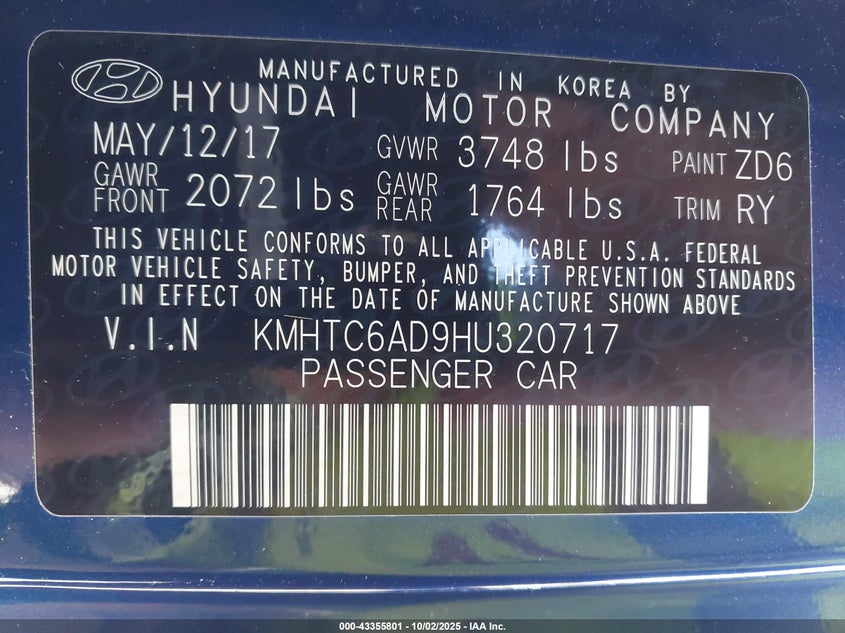 MANUFACTURED IN KOREA BY
HYUNDAI MOTOR COMPANY
MAY/12/17 GVWR 3748 lbs PAINT ZD6
GAWR FRONT 2072 lbs GAWR REAR 1764 lbs TRIM RY
THIS VEHICLE CONFORMS TO ALL APPLICABLE U.S.A. FEDERAL
MOTOR VEHICLE SAFETY, BUMPER, AND THEFT PREVENTION STANDARDS
IN EFFECT ON THE DATE OF MANUFACTURE SHOWN ABOVE
V.I.N KMHTC6AD9HU320717
PASSENGER CAR
000-43355801 - 10/02/2025 - IAA Inc.